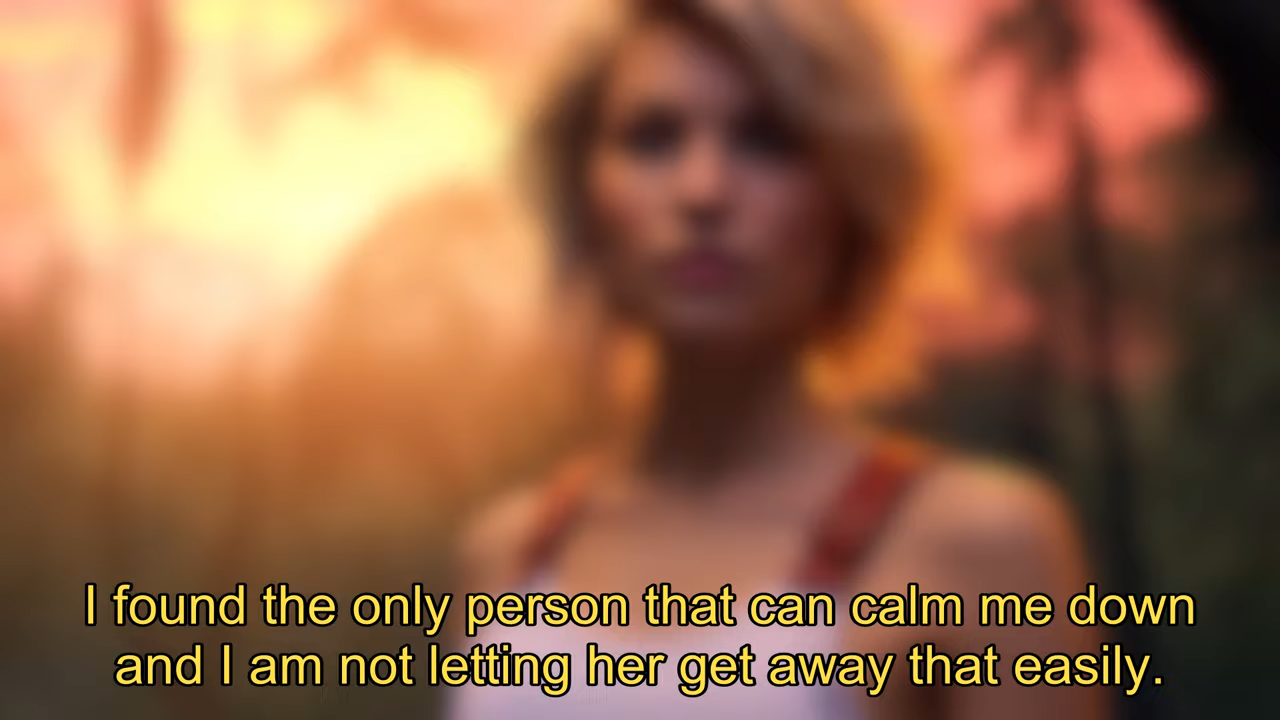 I found the only person that can calm me down
and I am not letting her get away that easily.